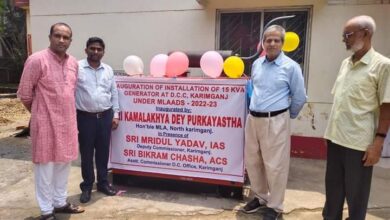 AUGURATION OF INSTALLATION OF 15 KVA
GENERATOR AT D.C.C, KARIMGANJ
UNDER MLAADS - 2022-23
Inaugurated by:
I KAMALAKHYA DEY PURKAYASTHA
Hon'ble MLA, North karimganj.
In Presence of
SRI MRIDUL YADAV, IAS
Deputy Commissioner, Karimganj
SRI BIKRAM CHASHA, ACS
Asstt. Commissioner, D.C. Office, Karimganj.